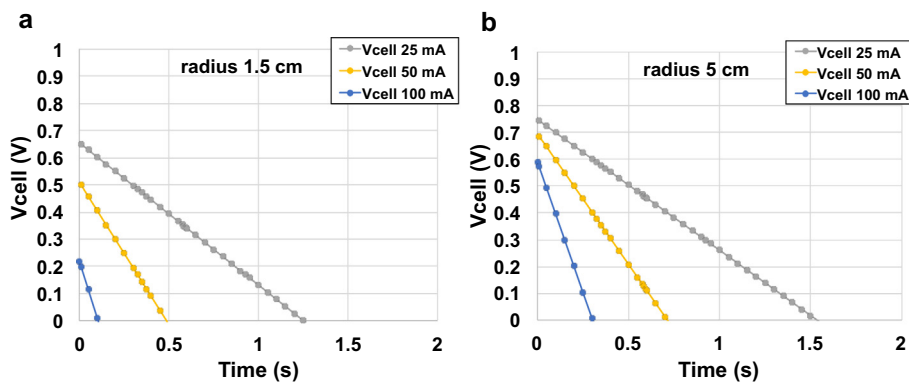 a
radius 1.5 cm
Vcell 25 mA
Vcell 50 mA
Vcell 100 mA
Vcell (V)
1
0.9
0.8
0.7
0.6
0.5
0.4
0.3
0.2
0.1
0
0
0.5
1
1.5
2
Time (s)
b
radius 5 cm
Vcell 25 mA
Vcell 50 mA
Vcell 100 mA
Vcell (V)
1
0.9
0.8
0.7
0.6
0.5
0.4
0.3
0.2
0.1
0
0
0.5
1
1.5
2
Time (s)